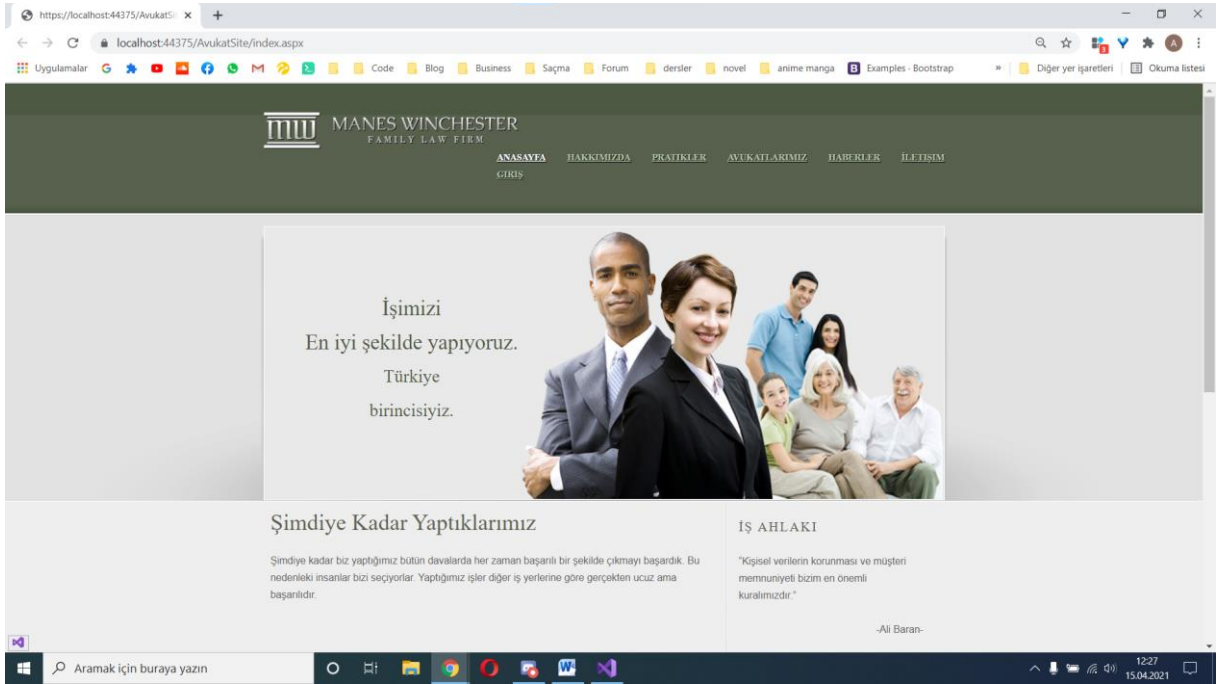 https://localhost:44375/AvukatSi
localhost:44375/AvukatSite/index.aspx
Uygulamalar Code Blog Business Saçma Forum dersler novel anime manga B Examples - Bootstrap » Diğer yer işaretleri Okuma listesi
MW MANES WINCHESTER
FAMILY LAW FIRM
ANASAYFA HAKKIMIZDA PRATIKLER AVUKATLARIMIZ HABERLER İLETIŞIM
GIRIŞ
İşimizi
En iyi şekilde yapıyoruz.
Türkiye
birincisiyiz.
Şimdiye Kadar Yaptıklarımız
Şimdiye kadar biz yaptığımız bütün davalarda her zaman başarılı bir şekilde çıkmayı başardık. Bu
nedenleki insanlar bizi seçiyorlar. Yaptığımız işler diğer iş yerlerine göre gerçekten ucuz ama
başarılıdır.
İŞ AHLAKI
"Kişisel verilerin korunması ve müşteri
memnuniyeti bizim en önemli
kuralımızdır."
-Ali Baran-
Aramak için buraya yazın
12:27
15.04.2021